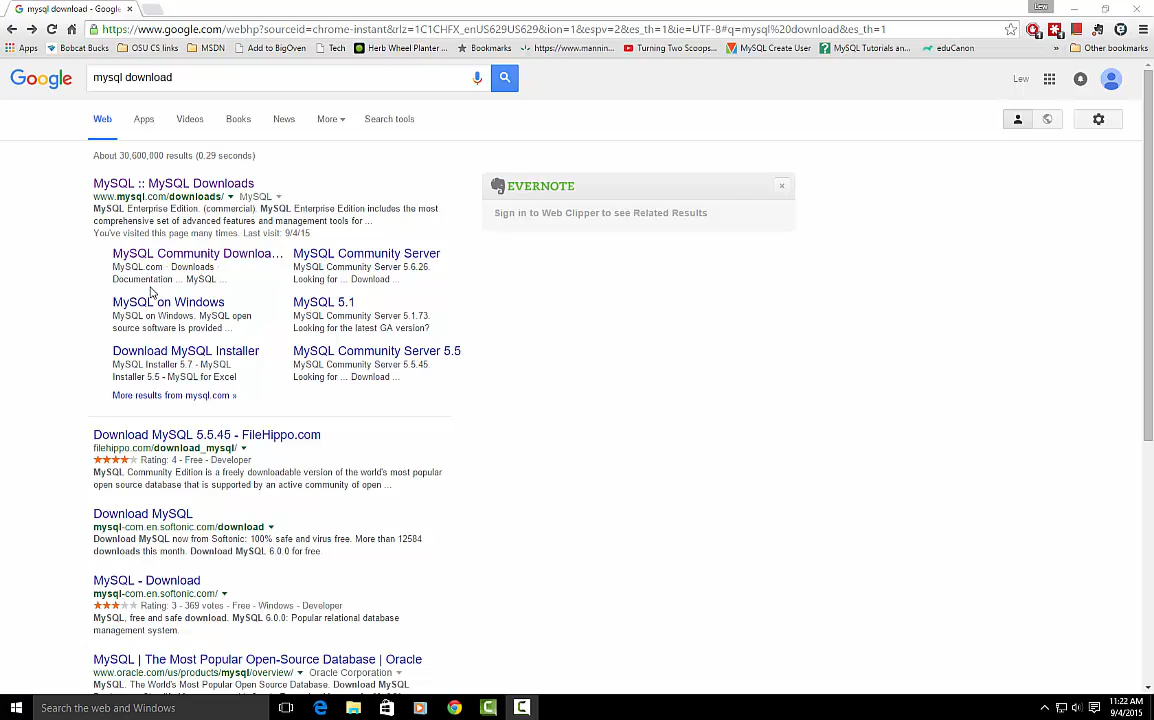 mysql download - Google
Lew
https://www.google.com/webhp?sourceid=chrome-instant&rlz=1C1CHFX_enUS629US629&ion=1&espv=2&es_th=1&ie=UTF-8#q=mysql%20download&es_th=1
Apps Bobcat Bucks OSU CS links MSDN Add to BigOven Tech Herb Wheel Planter ... Bookmarks https://www.mannin... Turning Two Scoops... MySQL Create User MySQL Tutorials an... eduCanon » Other bookmarks
Google mysql download Lew
Web Apps Videos Books News More Search tools
About 30,600,000 results (0.29 seconds)
MySQL :: MySQL Downloads
www.mysql.com/downloads/ MySQL
MySQL Enterprise Edition. (commercial) MySQL Enterprise Edition includes the most
comprehensive set of advanced features and management tools for ...
You've visited this page many times. Last visit: 9/4/15
MySQL Community Downloa...
MySQL.com · Downloads ·
Documentation ... MySQL ...
MySQL Community Server
MySQL Community Server 5.6.26.
Looking for ... Download ...
MySQL on Windows
MySQL on Windows. MySQL open
source software is provided ...
MySQL 5.1
MySQL Community Server 5.1.73.
Looking for the latest GA version?
Download MySQL Installer
MySQL Installer 5.7 - MySQL
Installer 5.5 - MySQL for Excel
MySQL Community Server 5.5
MySQL Community Server 5.5.45.
Looking for ... Download ...
More results from mysql.com »
EVERNOTE
Sign in to Web Clipper to see Related Results
Download MySQL 5.5.45 - FileHippo.com
filehippo.com/download_mysql/
Rating: 4 - Free - Developer
MySQL Community Edition is a freely downloadable version of the world's most popular
open source database that is supported by an active community of open ...
Download MySQL
mysql-com.en.softonic.com/download
Download MySQL now from Softonic: 100% safe and virus free. More than 12584
downloads this month. Download MySQL 6.0.0 for free.
MySQL - Download
mysql-com.en.softonic.com/
Rating: 3 - 369 votes - Free - Windows - Developer
MySQL, free and safe download. MySQL 6.0.0: Popular relational database
management system.
MySQL | The Most Popular Open-Source Database | Oracle
www.oracle.com/us/products/mysql/overview/ Oracle Corporation
MySQL. The World's Most Popular Open Source Database. Download MySQL
Search the web and Windows
11:22 AM
9/4/2015